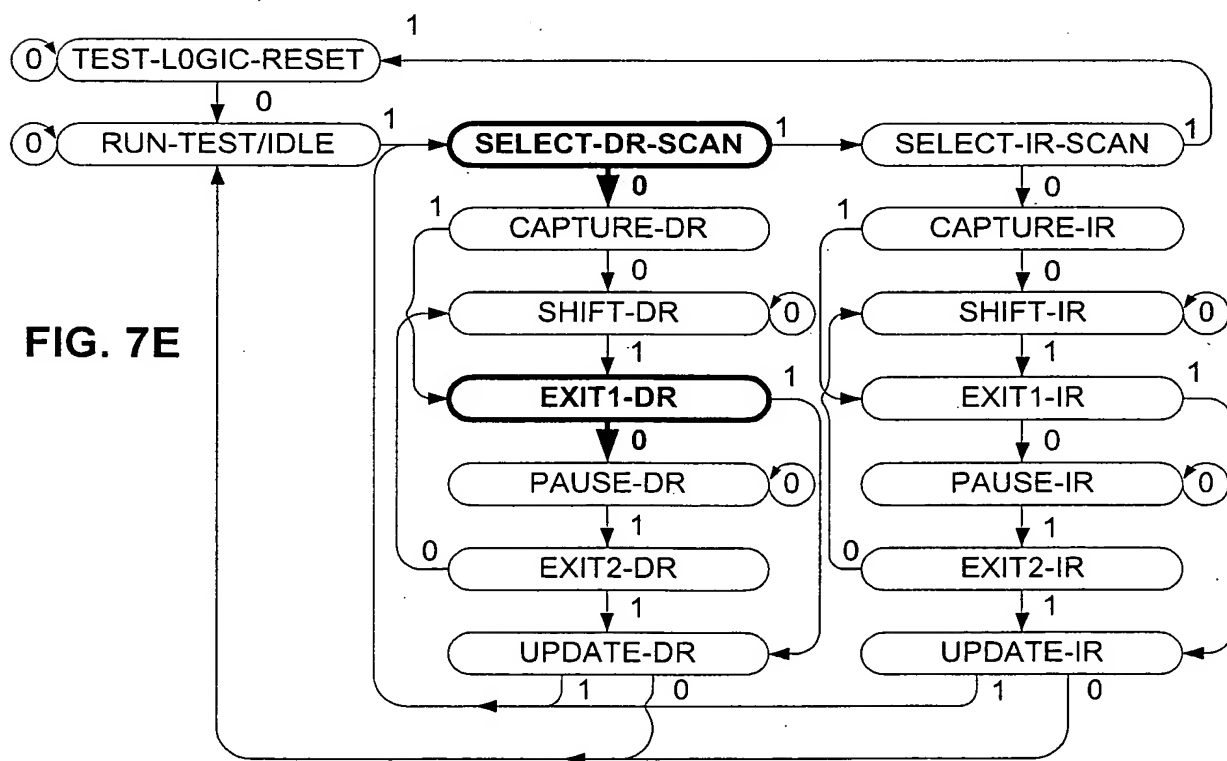 1
0 TEST-L0GIC-RESET
0
0 RUN-TEST/IDLE 1 SELECT-DR-SCAN 1 SELECT-IR-SCAN 1
0 0
1 CAPTURE-DR 1 CAPTURE-IR
0 0
SHIFT-DR 0 SHIFT-IR 0
FIG. 7E
1 1
EXIT1-DR 1 EXIT1-IR 1
0 0
PAUSE-DR 0 PAUSE-IR 0
1 1
0 EXIT2-DR 0 EXIT2-IR
1 1
UPDATE-DR UPDATE-IR
1 0 1 0